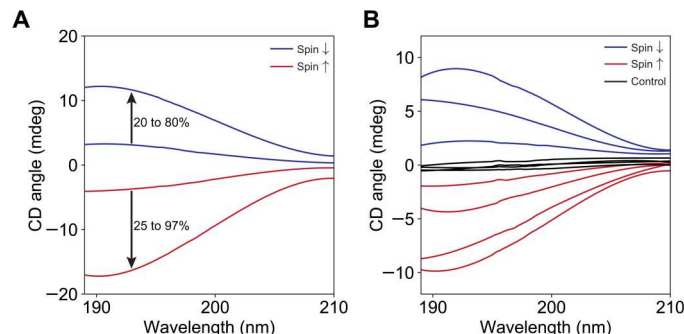 A
20
10
0
−10
−20
CD angle (mdeg)
Spin ↓
Spin ↑
20 to 80%
25 to 97%
190
200
210
Wavelength (nm)
B
10
5
0
−5
−10
CD angle (mdeg)
Spin ↓
Spin ↑
Control
190
200
210
Wavelength (nm)